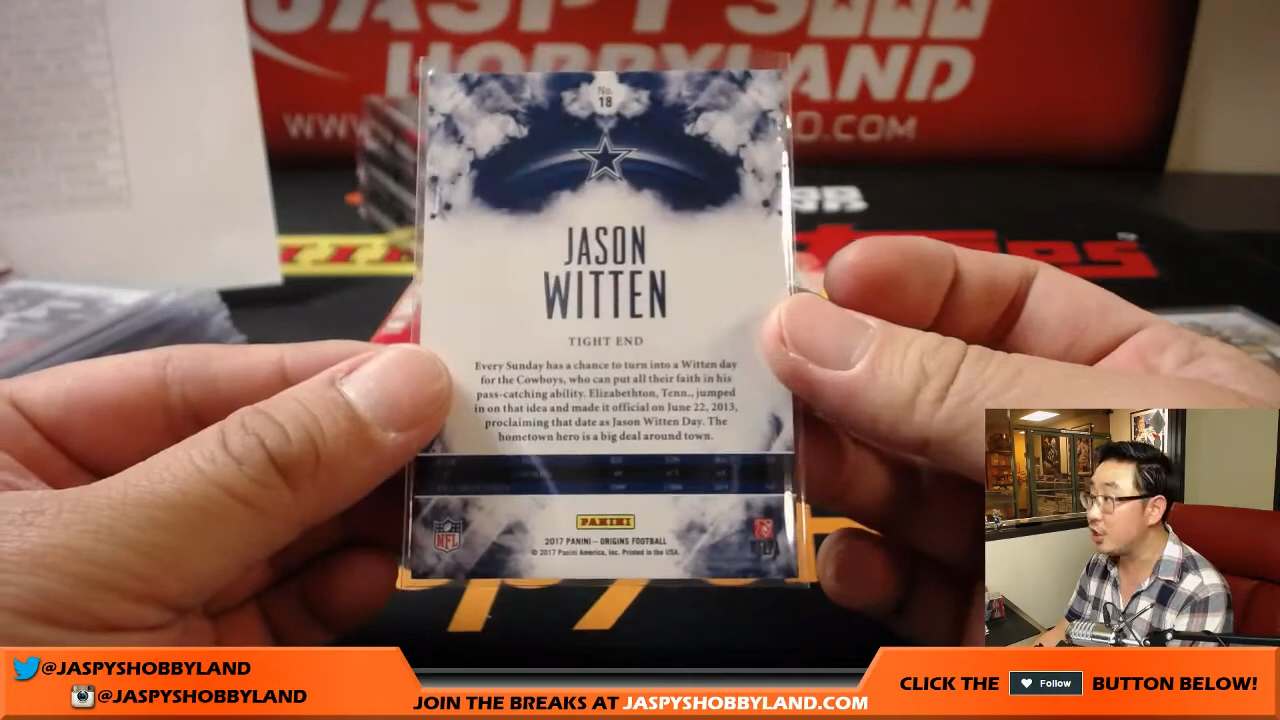 JASPY'S
HOBBYLAND
WWW
D.COM
No.
18
JASON
WITTEN
TIGHT END
Every Sunday has a chance to turn into a Witten day
for the Cowboys, who can put all their faith in his
pass-catching ability. Elizabethton, Tenn., jumped
in on that idea and made it official on June 22, 2013,
proclaiming that date as Jason Witten Day. The
hometown hero is a big deal around town.
NFL
PANINI
2017 PANINI – ORIGINS FOOTBALL
© 2017 Panini America, Inc. Printed in the USA.
@JASPYSHOBBYLAND
@JASPYSHOBBYLAND
JOIN THE BREAKS AT JASPYSHOBBYLAND.COM
CLICK THE Follow BUTTON BELOW!